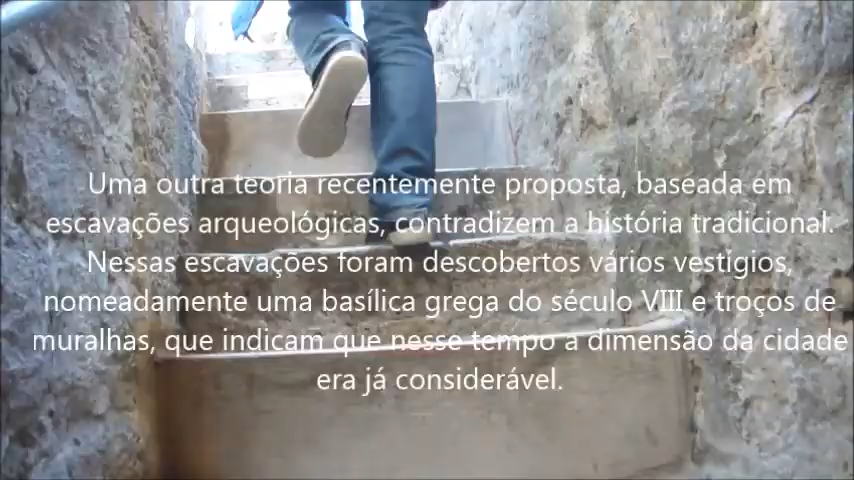 Uma outra teoria recentemente proposta, baseada em
escavações arqueológicas, contradizem a história tradicional.
Nessas escavações foram descobertos vários vestígios,
nomeadamente uma basílica grega do século VIII e troços de
muralhas, que indicam que nesse tempo a dimensão da cidade
era já considerável.